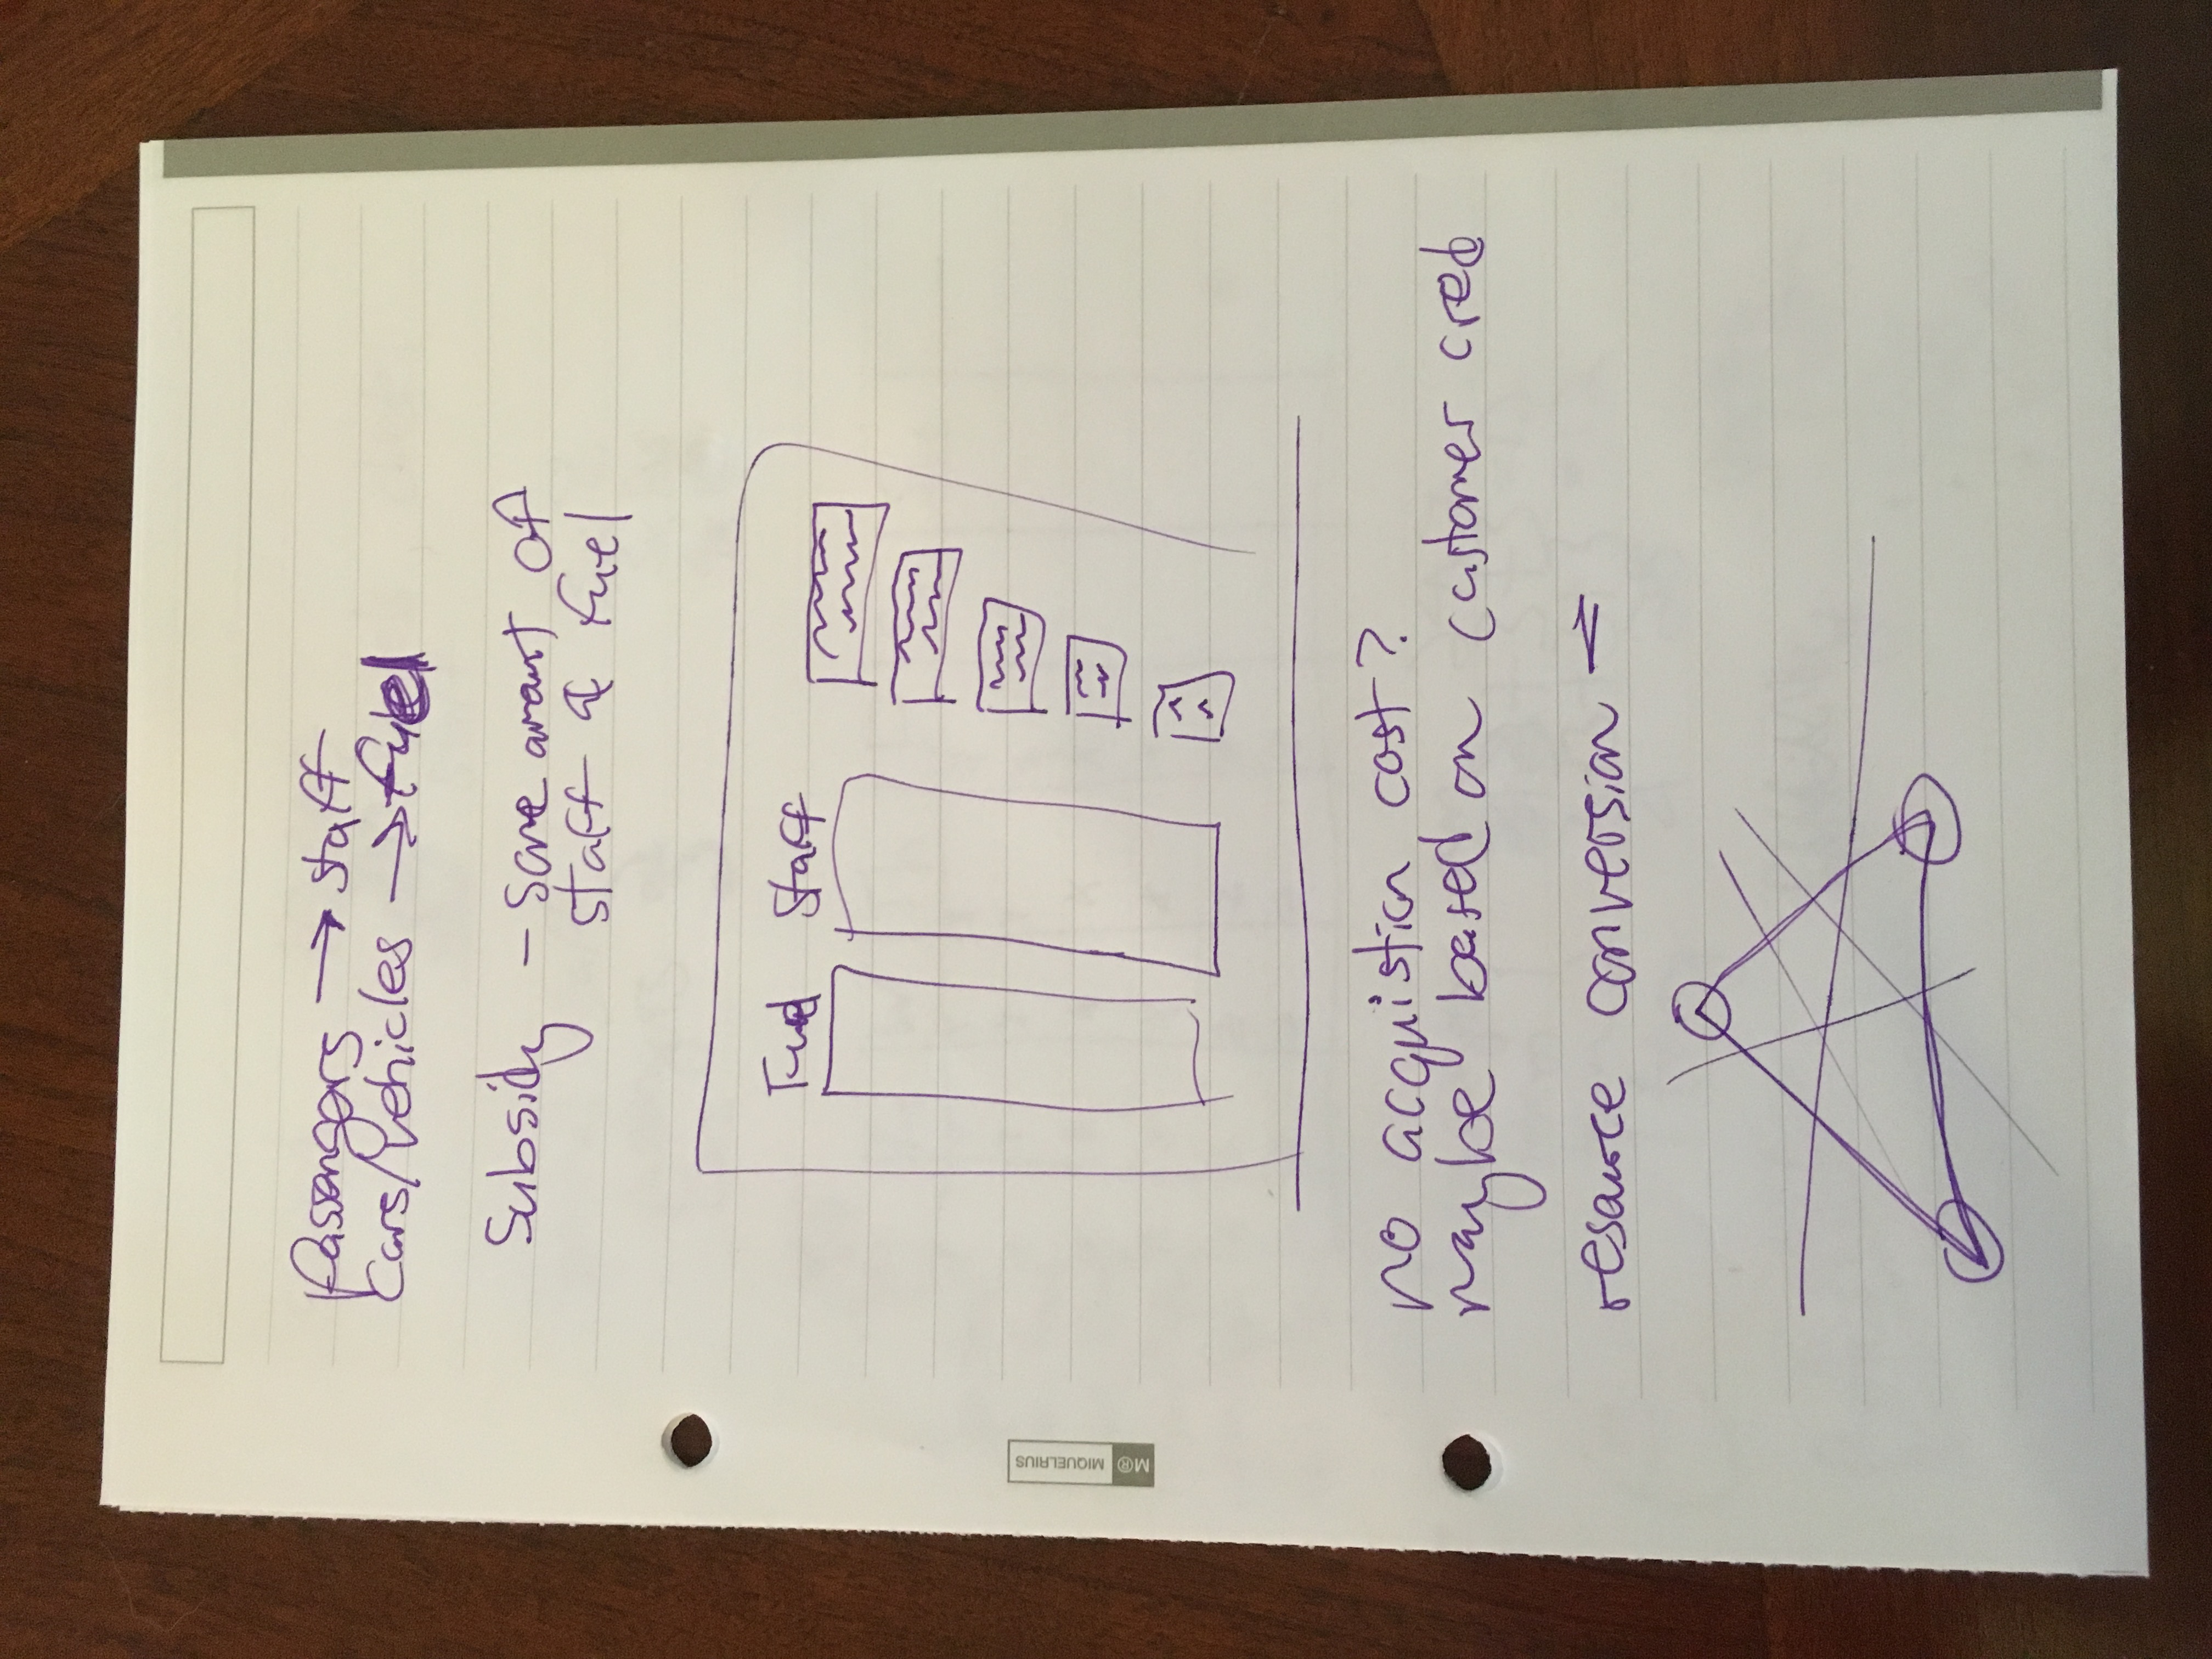 Passengers → staff
Cars/vehicles → fuel
Subsidy - some amount of
staff & fuel
Fuel Staff
no acquistion cost?
maybe based on customer cred
resource conversion
M® MIQUELRIUS